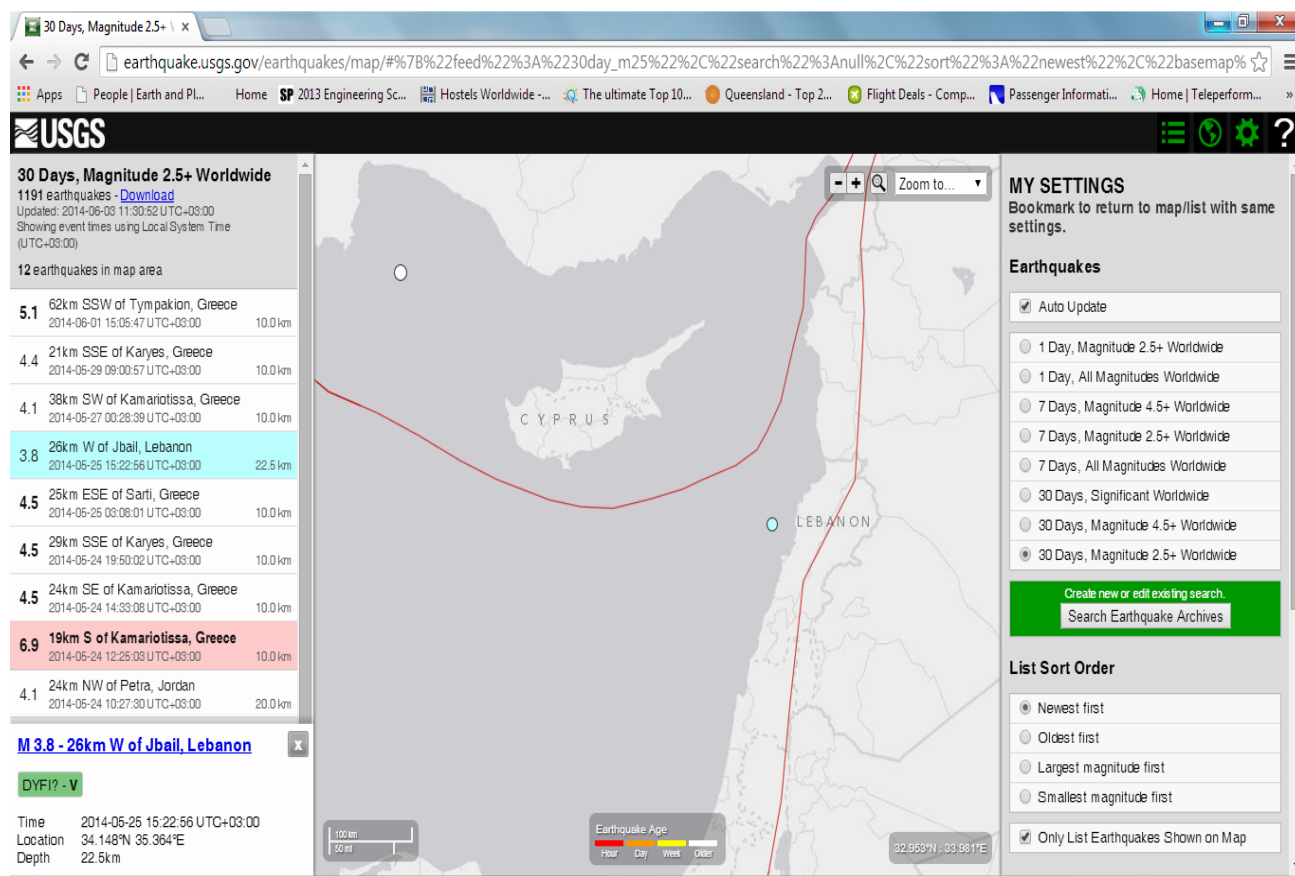 30 Days, Magnitude 2.5+ \ x
earthquake.usgs.gov/earthquakes/map/#%7B%22feed%22%3A%2230day_m25%22%2C%22search%22%3Anull%2C%22sort%22%3A%22newest%22%2C%22basemap%
Apps People | Earth and Pl... Home SP 2013 Engineering Sc... Hostels Worldwide -... The ultimate Top 10... Queensland - Top 2... Flight Deals - Comp... Passenger Informati... Home | Teleperform... »
USGS ?
30 Days, Magnitude 2.5+ Worldwide
1191 earthquakes - Download
Updated: 2014-06-03 11:30:52 UTC+03:00
Showing event times using Local System Time
(UTC+03:00)
12 earthquakes in map area
5.1 62km SSW of Tympakion, Greece
2014-06-01 15:05:47 UTC+03:00 10.0 km
4.4 21km SSE of Karyes, Greece
2014-05-29 09:00:57 UTC+03:00 10.0 km
4.1 38km SW of Kamariotissa, Greece
2014-05-27 00:28:39 UTC+03:00 10.0 km
3.8 26km W of Jbail, Lebanon
2014-05-25 15:22:56 UTC+03:00 22.5 km
4.5 25km ESE of Sarti, Greece
2014-05-25 03:08:01 UTC+03:00 10.0 km
4.5 29km SSE of Karyes, Greece
2014-05-24 19:50:02 UTC+03:00 10.0 km
4.5 24km SE of Kamariotissa, Greece
2014-05-24 14:33:08 UTC+03:00 10.0 km
6.9 19km S of Kamariotissa, Greece
2014-05-24 12:25:03 UTC+03:00 10.0 km
4.1 24km NW of Petra, Jordan
2014-05-24 10:27:30 UTC+03:00 20.0 km
M 3.8 - 26km W of Jbail, Lebanon x
DYFI? - V
Time 2014-05-25 15:22:56 UTC+03:00
Location 34.148°N 35.364°E
Depth 22.5km
- + Zoom to...
CYPRUS
LEBANON
100 km
50 mi
Earthquake Age
Hour Day Week Older
32.953°N : 33.981°E
MY SETTINGS
Bookmark to return to map/list with same
settings.
Earthquakes
Auto Update
1 Day, Magnitude 2.5+ Worldwide
1 Day, All Magnitudes Worldwide
7 Days, Magnitude 4.5+ Worldwide
7 Days, Magnitude 2.5+ Worldwide
7 Days, All Magnitudes Worldwide
30 Days, Significant Worldwide
30 Days, Magnitude 4.5+ Worldwide
30 Days, Magnitude 2.5+ Worldwide
Create new or edit existing search.
Search Earthquake Archives
List Sort Order
Newest first
Oldest first
Largest magnitude first
Smallest magnitude first
Only List Earthquakes Shown on Map